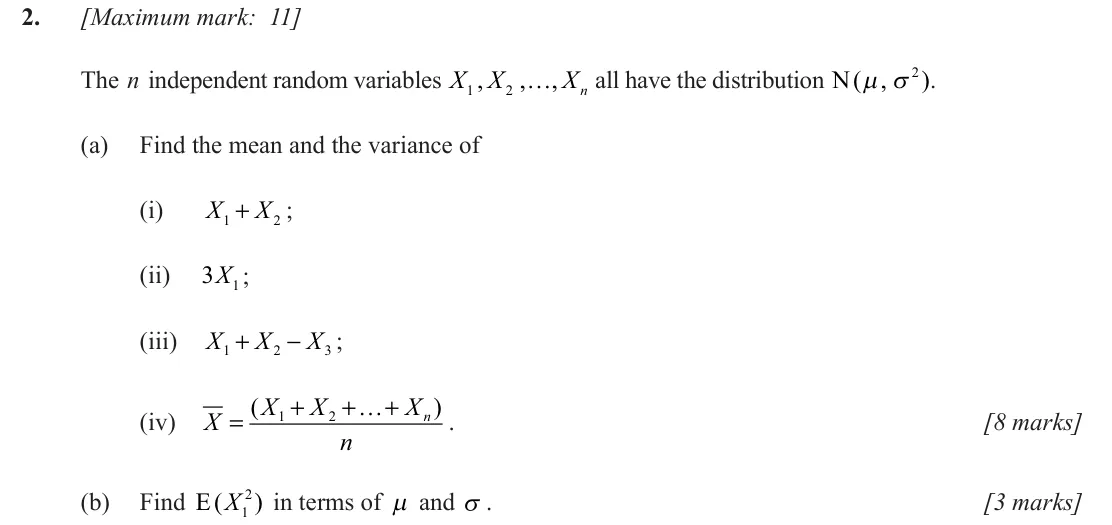 2. [Maximum mark: 11]
The n independent random variables X₁, X₂, ..., Xₙ all have the distribution N(μ, σ²).
(a) Find the mean and the variance of
(i) X₁ + X₂ ;
(ii) 3X₁ ;
(iii) X₁ + X₂ − X₃ ;
(iv) X̄ = (X₁ + X₂ + ... + Xₙ) / n . [8 marks]
(b) Find E(X₁²) in terms of μ and σ . [3 marks]